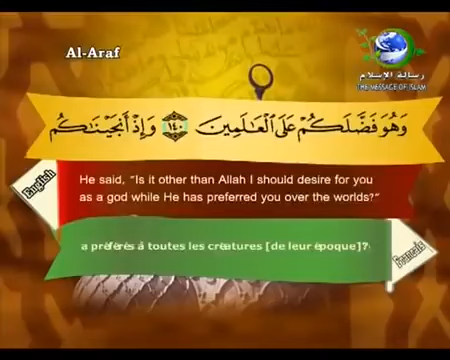 Al-Araf
رسالة الإسلام
THE MESSAGE OF ISLAM
وَهُوَ فَضَّلَكُمْ عَلَى الْعَالَمِينَ ١٤٠ وَإِذْ أَنْجَيْنَاكُمْ
English
He said, "Is it other than Allah I should desire for you
as a god while He has preferred you over the worlds?"
a préférés à toutes les créatures [de leur époque]?
Français